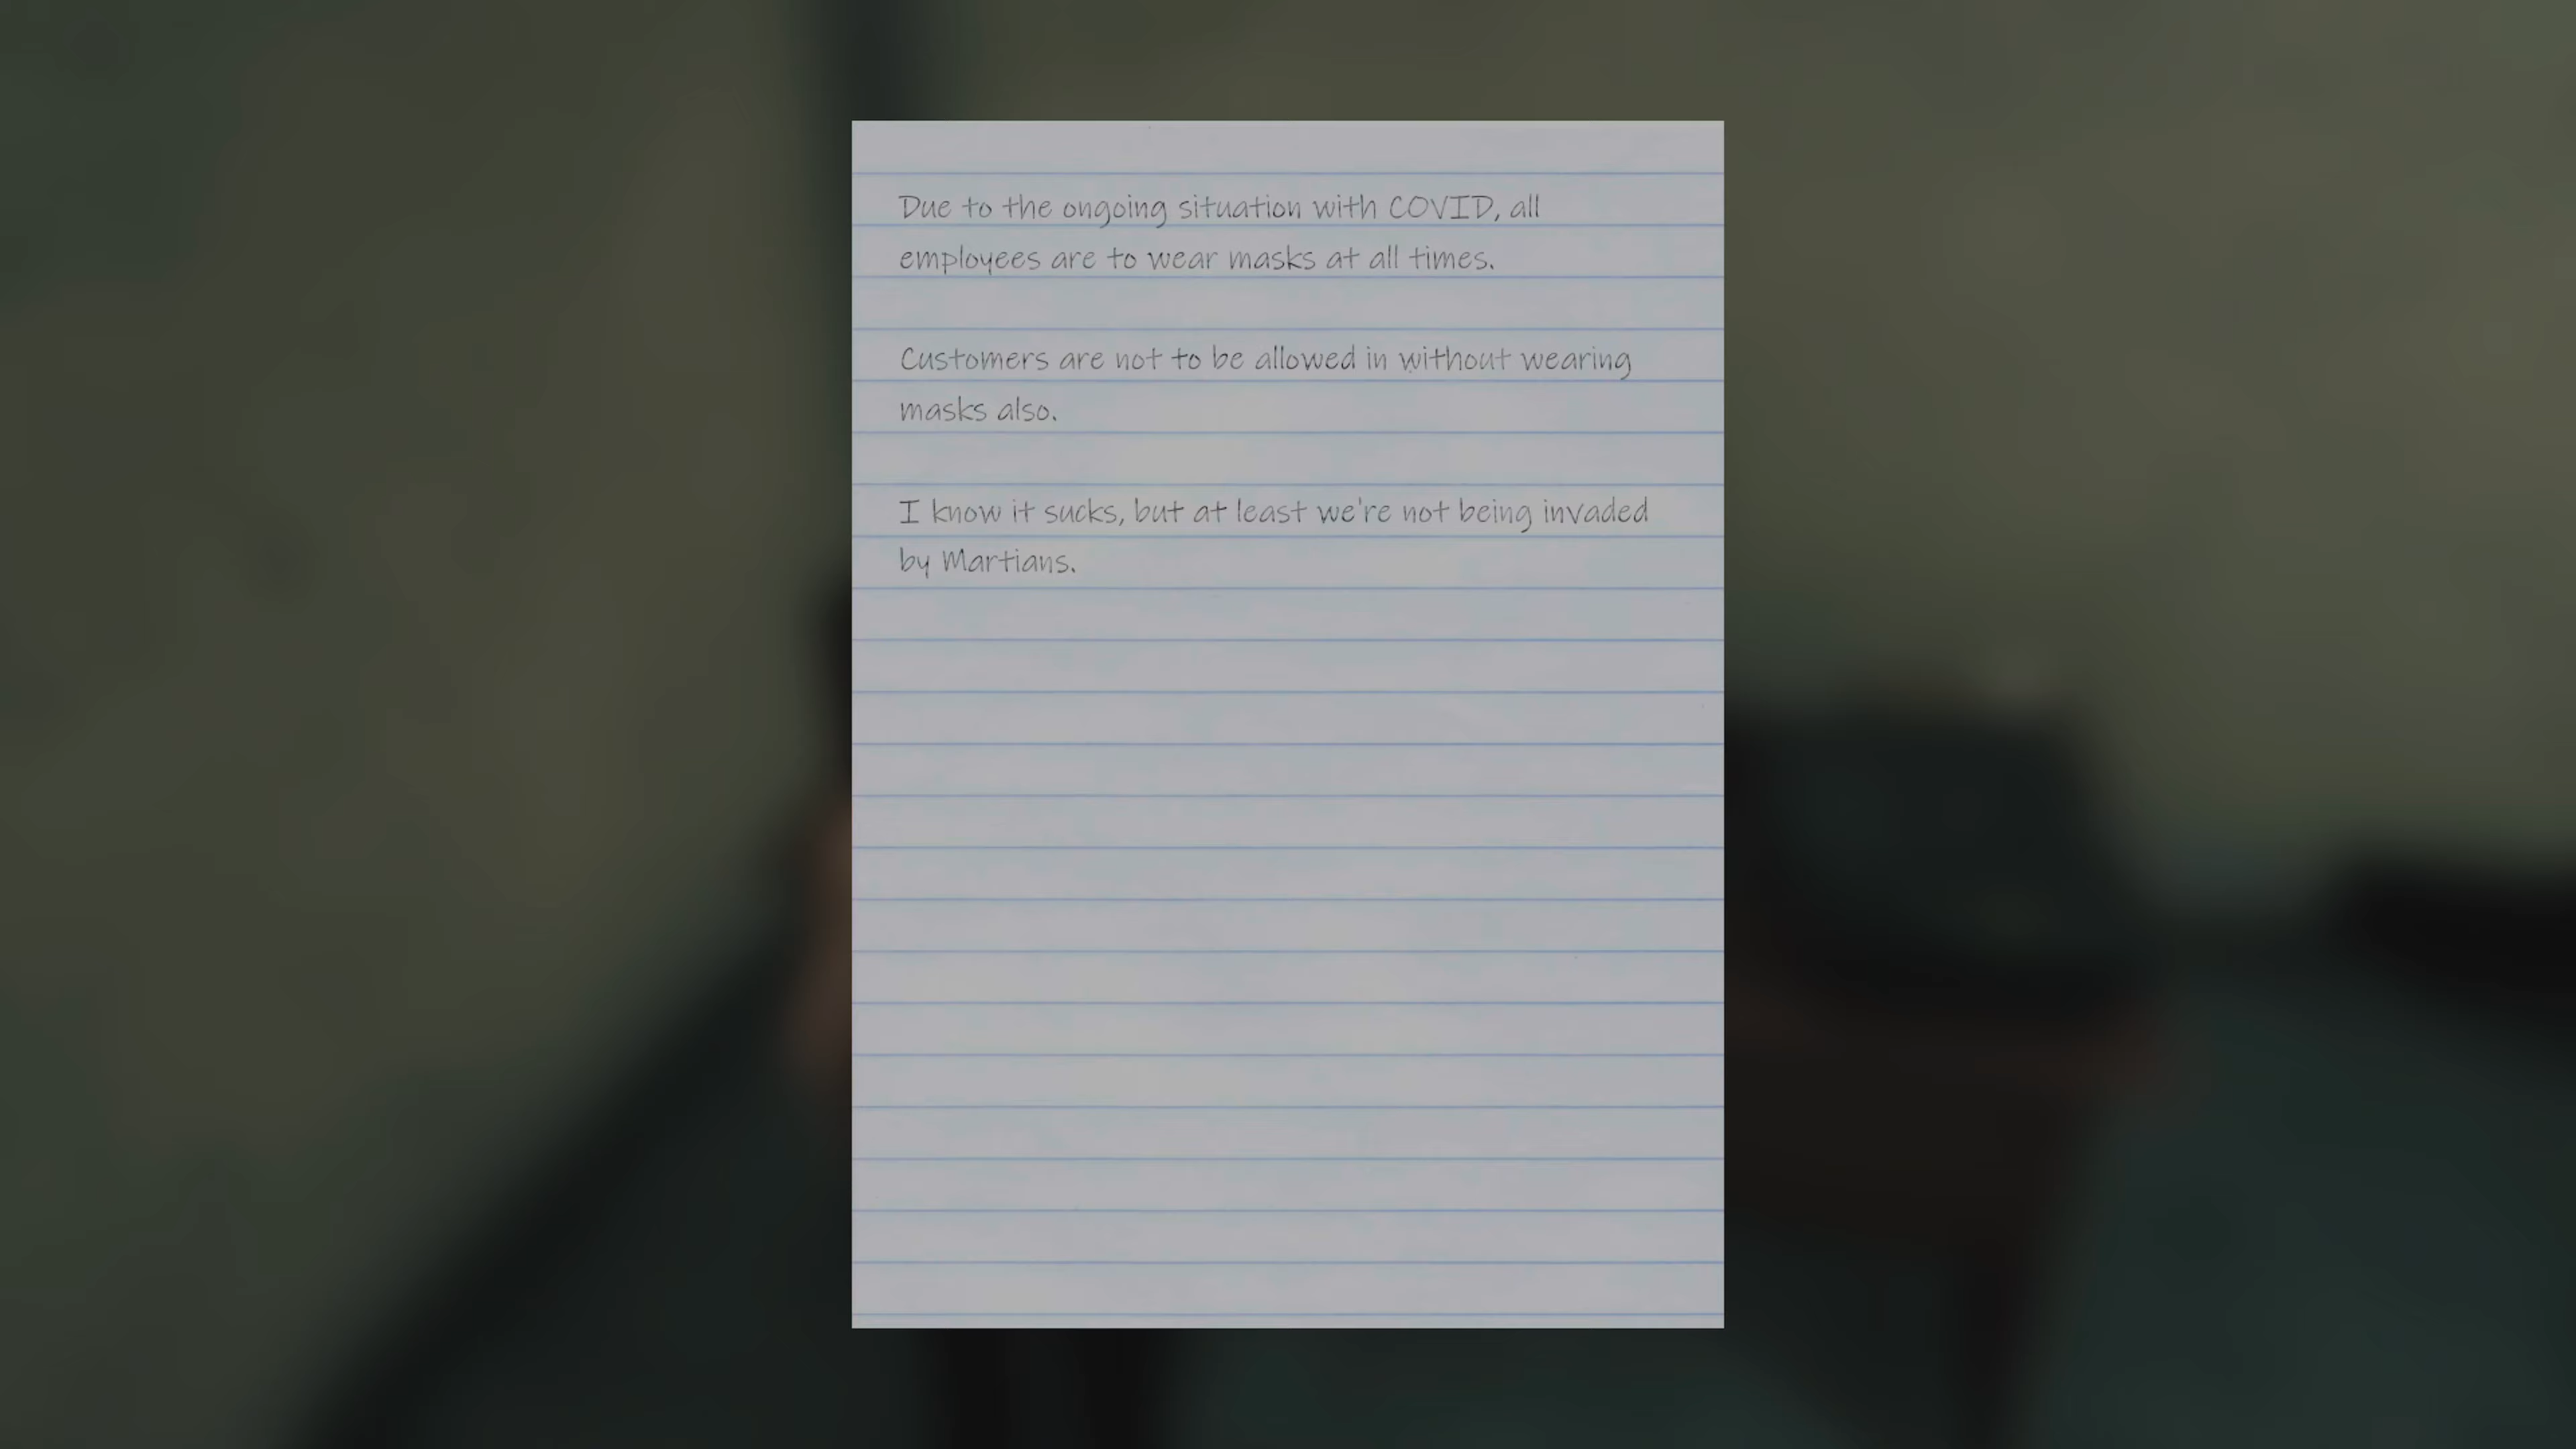 Due to the ongoing situation with COVID, all
employees are to wear masks at all times.
Customers are not to be allowed in without wearing
masks also.
I know it sucks, but at least we're not being invaded
by Martians.